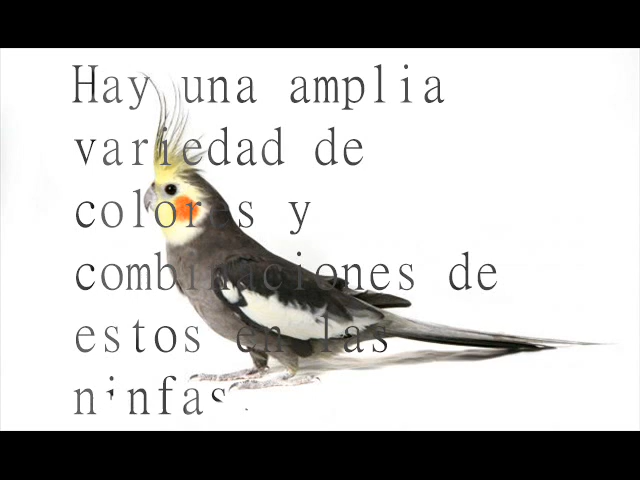 Hay una amplia
variedad de
colores y
combinaciones de
estos en las
ninfas.